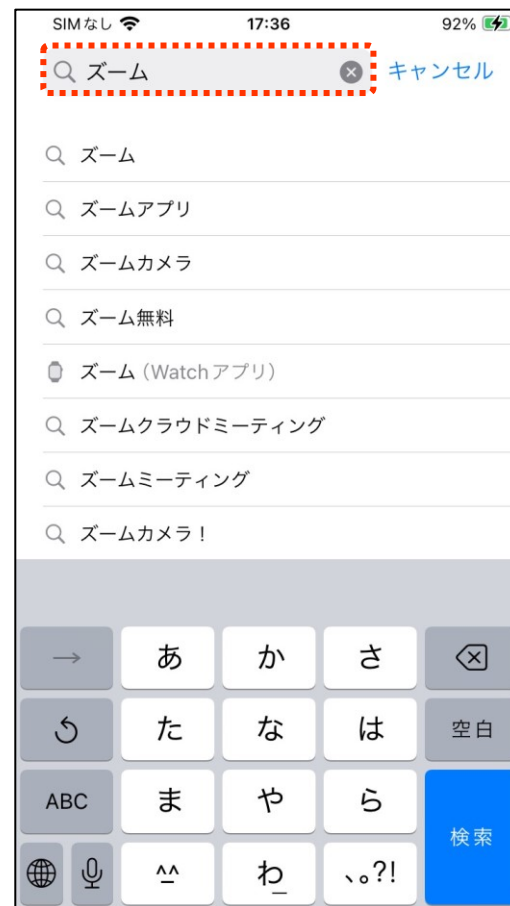 SIMなし 17:36 92%
ズーム キャンセル
ズーム
ズームアプリ
ズームカメラ
ズーム無料
ズーム（Watchアプリ）
ズームクラウドミーティング
ズームミーティング
ズームカメラ！
→ あ か さ
た な は 空白
ABC ま や ら
^^ わ_ 、。?! 検索